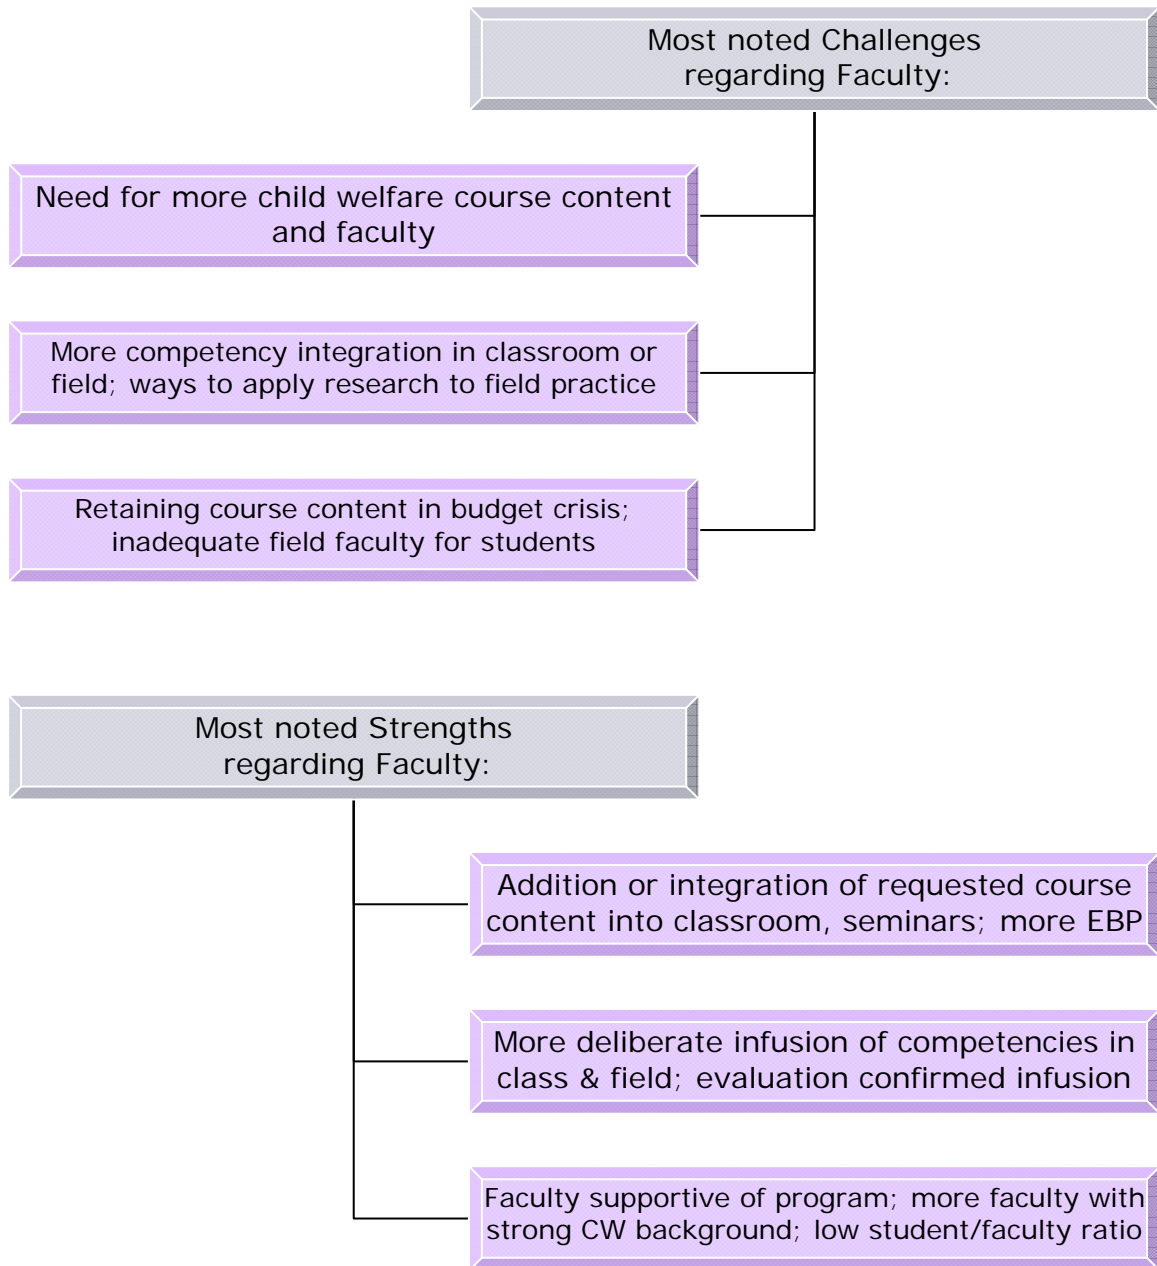 Most noted Challenges
regarding Faculty:
Need for more child welfare course content
and faculty
More competency integration in classroom or
field; ways to apply research to field practice
Retaining course content in budget crisis;
inadequate field faculty for students
Most noted Strengths
regarding Faculty:
Addition or integration of requested course
content into classroom, seminars; more EBP
More deliberate infusion of competencies in
class & field; evaluation confirmed infusion
Faculty supportive of program; more faculty with
strong CW background; low student/faculty ratio